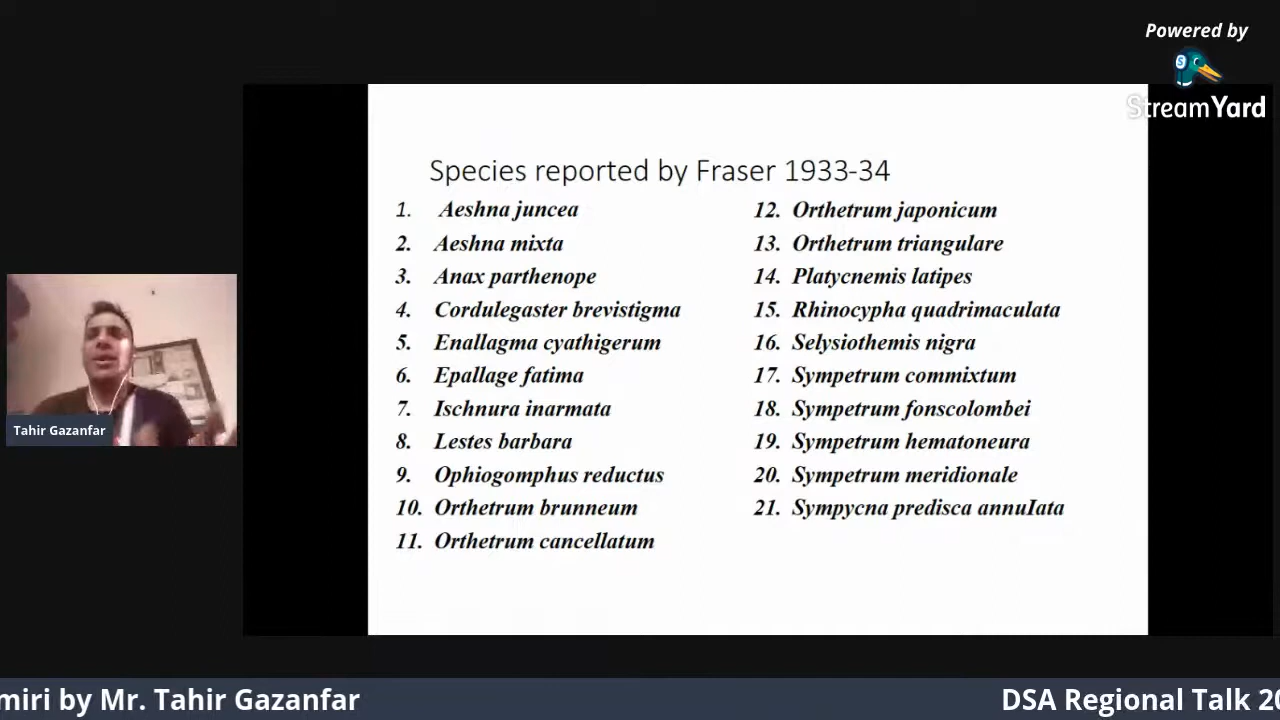 Powered by
StreamYard
Species reported by Fraser 1933-34
1. Aeshna juncea
2. Aeshna mixta
3. Anax parthenope
4. Cordulegaster brevistigma
5. Enallagma cyathigerum
6. Epallage fatima
7. Ischnura inarmata
8. Lestes barbara
9. Ophiogomphus reductus
10. Orthetrum brunneum
11. Orthetrum cancellatum
12. Orthetrum japonicum
13. Orthetrum triangulare
14. Platycnemis latipes
15. Rhinocypha quadrimaculata
16. Selysiothemis nigra
17. Sympetrum commixtum
18. Sympetrum fonscolombei
19. Sympetrum hematoneura
20. Sympetrum meridionale
21. Sympycna predisca annuIata
Tahir Gazanfar
miri by Mr. Tahir Gazanfar
DSA Regional Talk 20